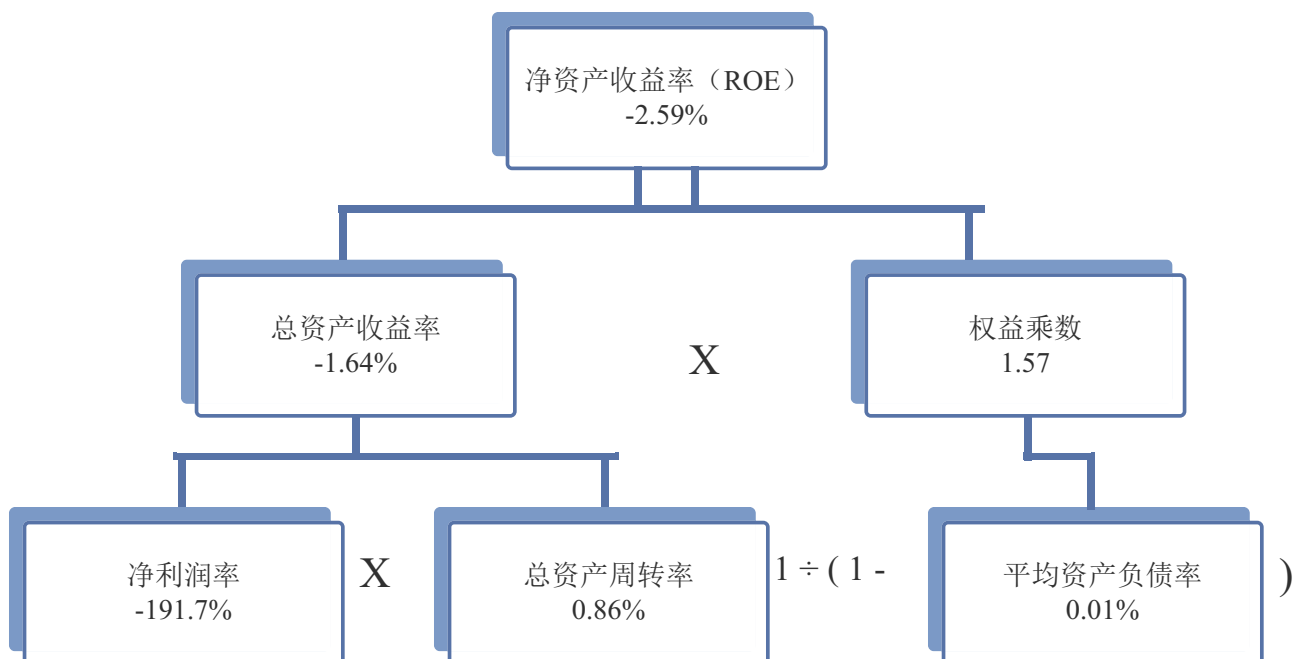 净资产收益率（ROE）
-2.59%
总资产收益率
-1.64%
X
权益乘数
1.57
净利润率
-191.7%
X
总资产周转率
0.86%
1 ÷ ( 1 -
平均资产负债率
0.01%
)